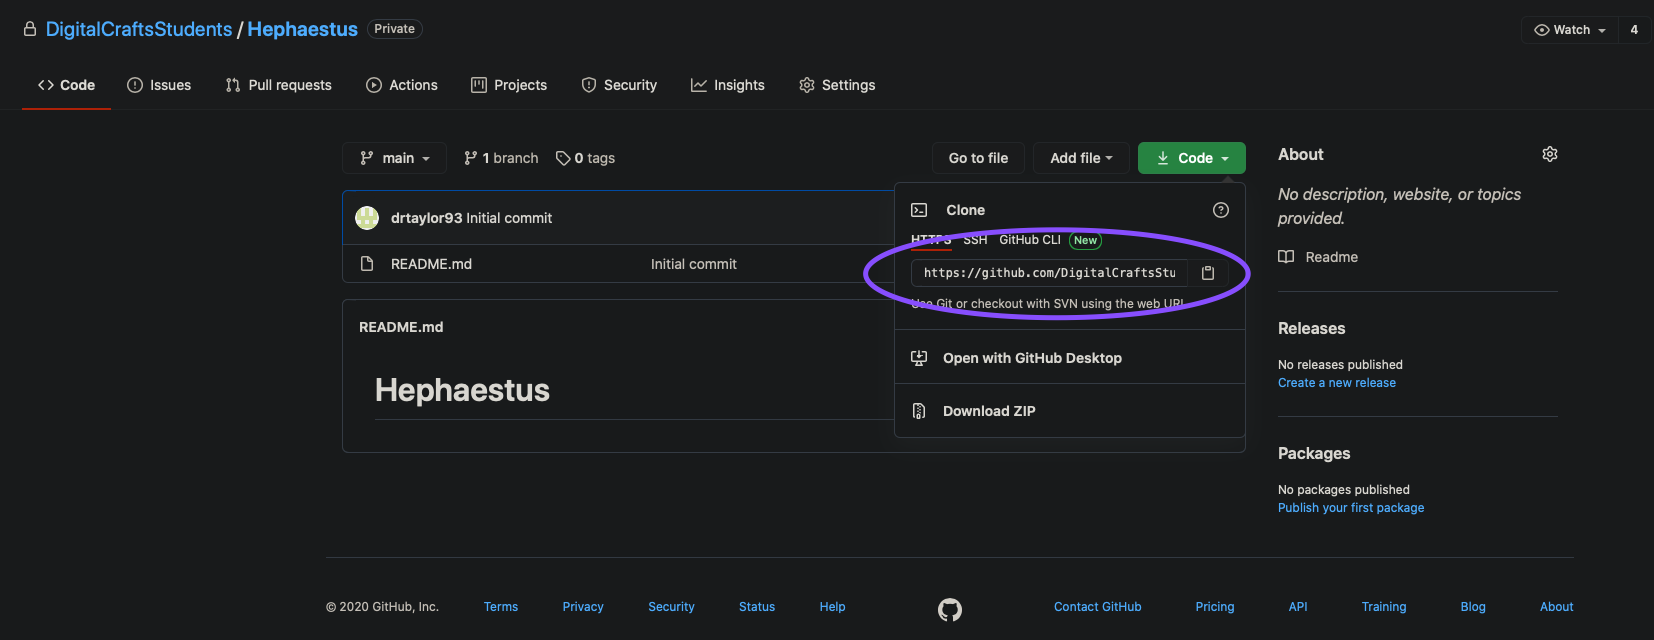 DigitalCraftsStudents / Hephaestus Private
Watch 4
Code Issues Pull requests Actions Projects Security Insights Settings
main 1 branch 0 tags Go to file Add file Code
drtaylor93 Initial commit
README.md Initial commit
README.md
Hephaestus
Clone
HTTPS SSH GitHub CLI New
https://github.com/DigitalCraftsStu
Use Git or checkout with SVN using the web URL
Open with GitHub Desktop
Download ZIP
About
No description, website, or topics
provided.
Readme
Releases
No releases published
Create a new release
Packages
No packages published
Publish your first package
© 2020 GitHub, Inc. Terms Privacy Security Status Help Contact GitHub Pricing API Training Blog About